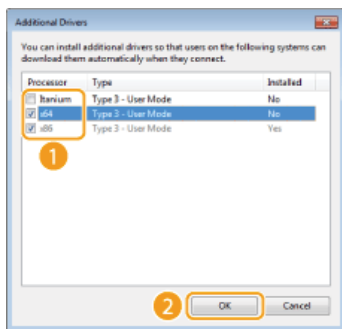 Additional Drivers
You can install additional drivers so that users on the following systems can
download them automatically when they connect.
Processor Type Installed
Itanium Type 3 - User Mode No
x64 Type 3 - User Mode No
x86 Type 3 - User Mode Yes
1
2 OK Cancel